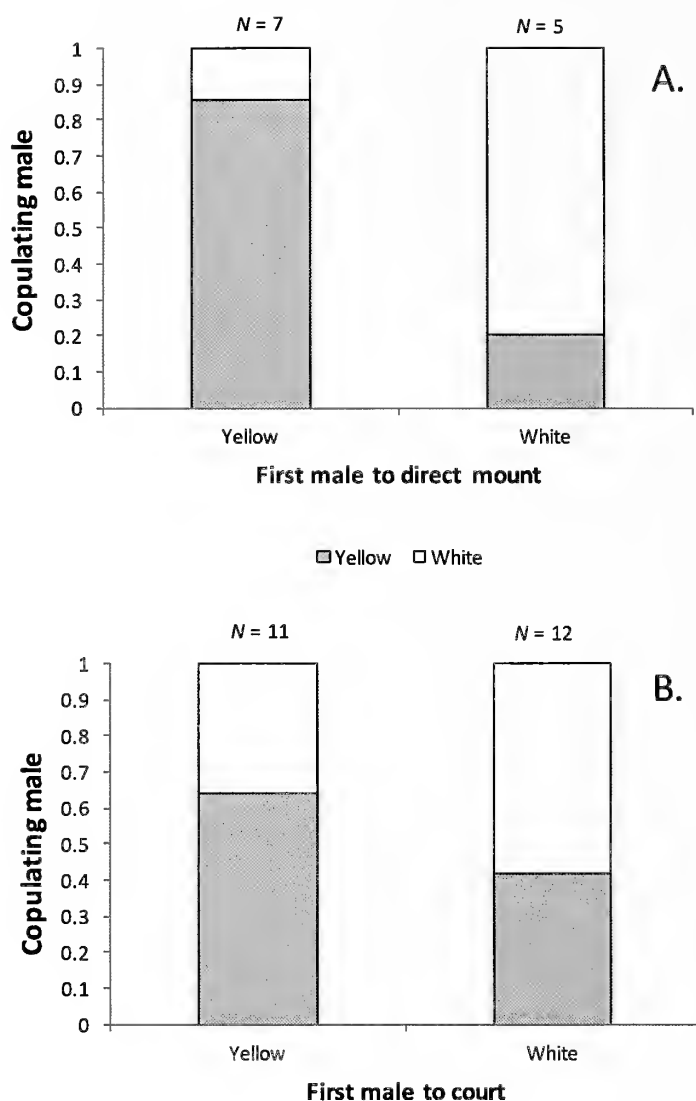 N = 7 N = 5
A.
1
0.9
0.8
0.7
0.6
0.5
0.4
0.3
0.2
0.1
0
Copulating male
Yellow White
First male to direct mount
Yellow White
N = 11 N = 12
B.
1
0.9
0.8
0.7
0.6
0.5
0.4
0.3
0.2
0.1
0
Copulating male
Yellow White
First male to court